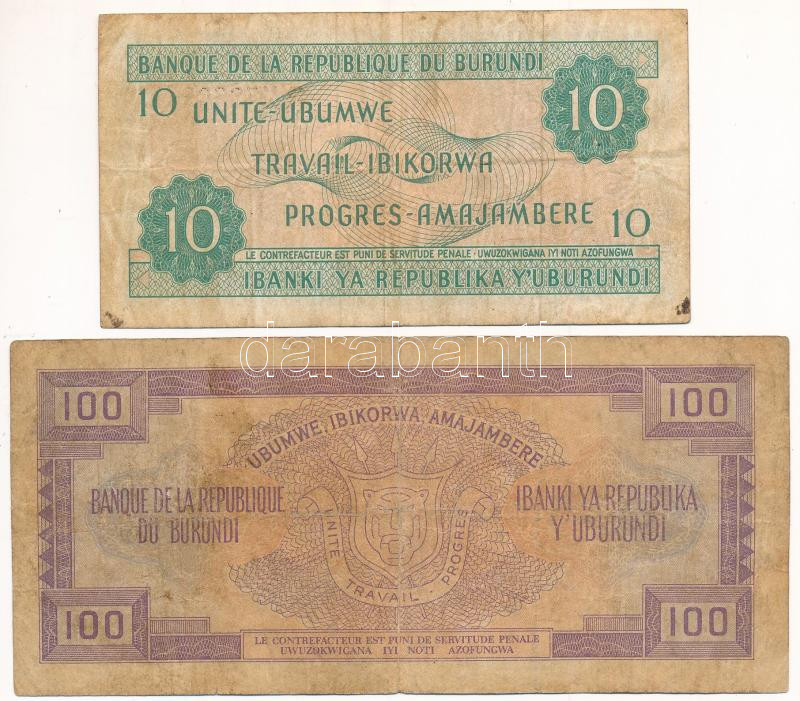 BANQUE DE LA REPUBLIQUE DU BURUNDI
10 UNITE-UBUMWE 10
TRAVAIL-IBIKORWA
10 PROGRES-AMAJAMBERE 10
LE CONTREFACTEUR EST PUNI DE SERVITUDE PENALE - UWUZOKWIGANA IYI NOTI AZOFUNGWA
IBANKI YA REPUBLIKA Y'UBURUNDI
darabanth
100 100
UBUMWE, IBIKORWA, AMAJAMBERE
BANQUE DE LA REPUBLIQUE
DU BURUNDI
IBANKI YA REPUBLIKA
Y'UBURUNDI
UNITE TRAVAIL - PROGRES
100 100
LE CONTREFACTEUR EST PUNI DE SERVITUDE PENALE
UWUZOKWIGANA IYI NOTI AZOFUNGWA